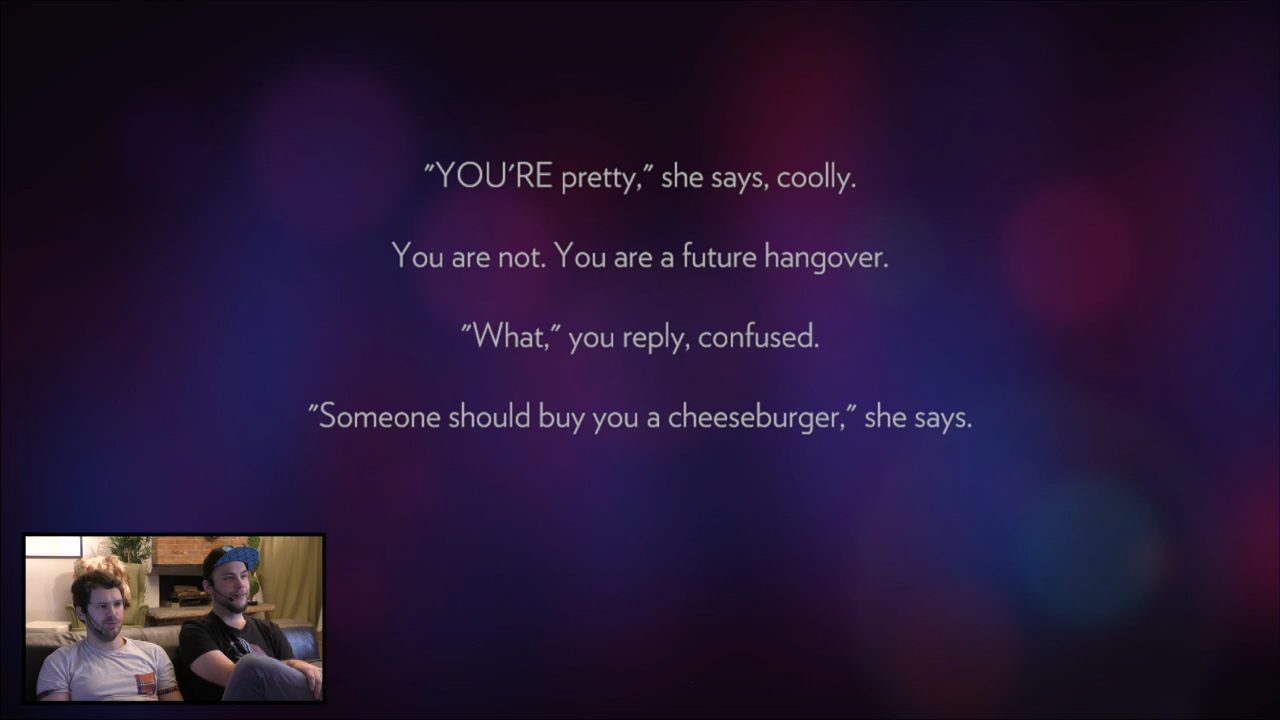 "YOU'RE pretty," she says, coolly.
You are not. You are a future hangover.
"What," you reply, confused.
"Someone should buy you a cheeseburger," she says.